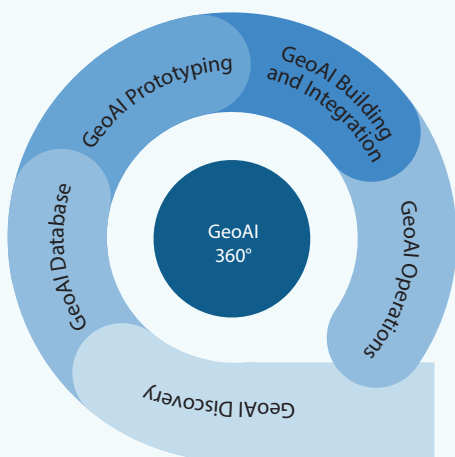 GeoAI Prototyping
GeoAI Building
and Integration
GeoAI Database
GeoAI
360°
GeoAI Operations
GeoAI Discovery